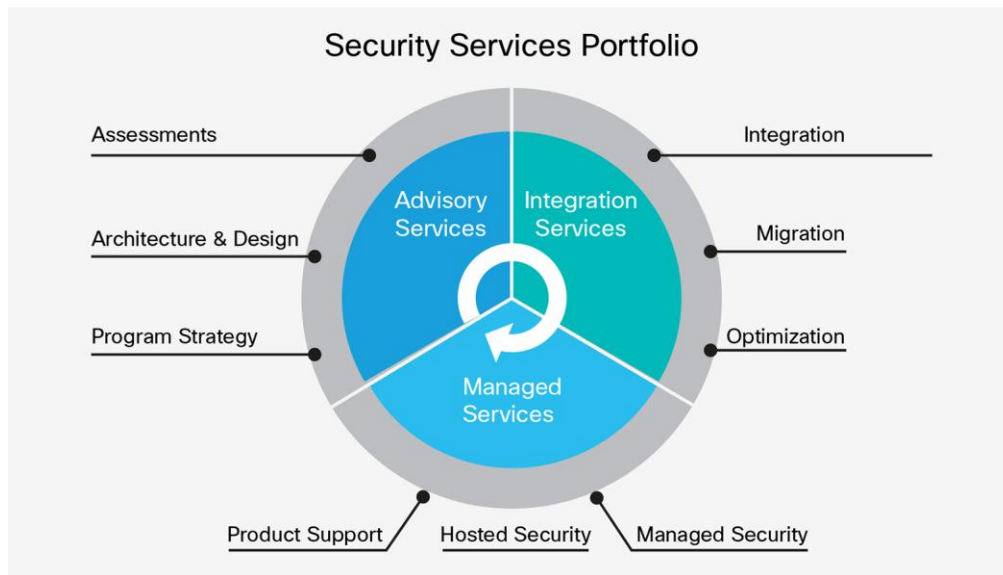 Security Services Portfolio
Assessments
Integration
Advisory
Services
Integration
Services
Architecture & Design
Migration
Program Strategy
Optimization
Managed
Services
Product Support
Hosted Security
Managed Security